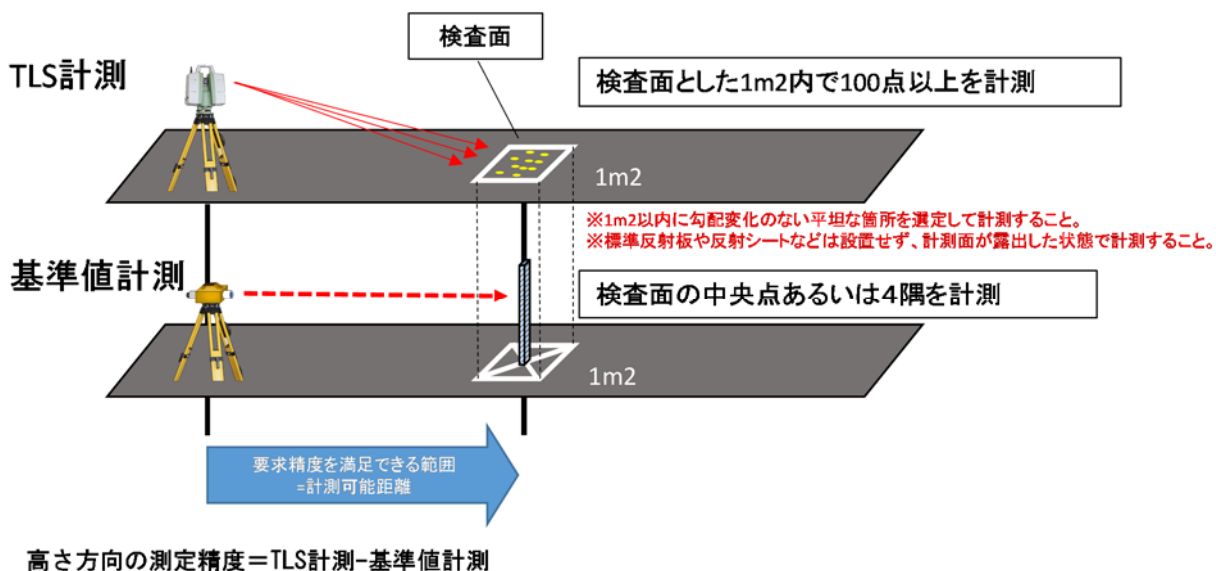 検査面
TLS計測
検査面とした1m2内で100点以上を計測
1m2
※1m2以内に勾配変化のない平坦な箇所を選定して計測すること。
※標準反射板や反射シートなどは設置せず、計測面が露出した状態で計測すること。
基準値計測
検査面の中央点あるいは4隅を計測
1m2
要求精度を満足できる範囲
=計測可能距離
高さ方向の測定精度=TLS計測-基準値計測